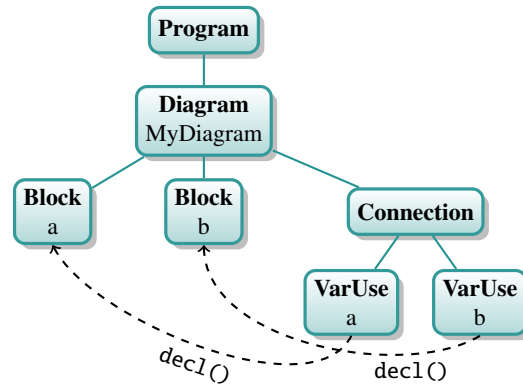 Program
Diagram
MyDiagram
Block
a
Block
b
Connection
VarUse
a
VarUse
b
decl()
decl()